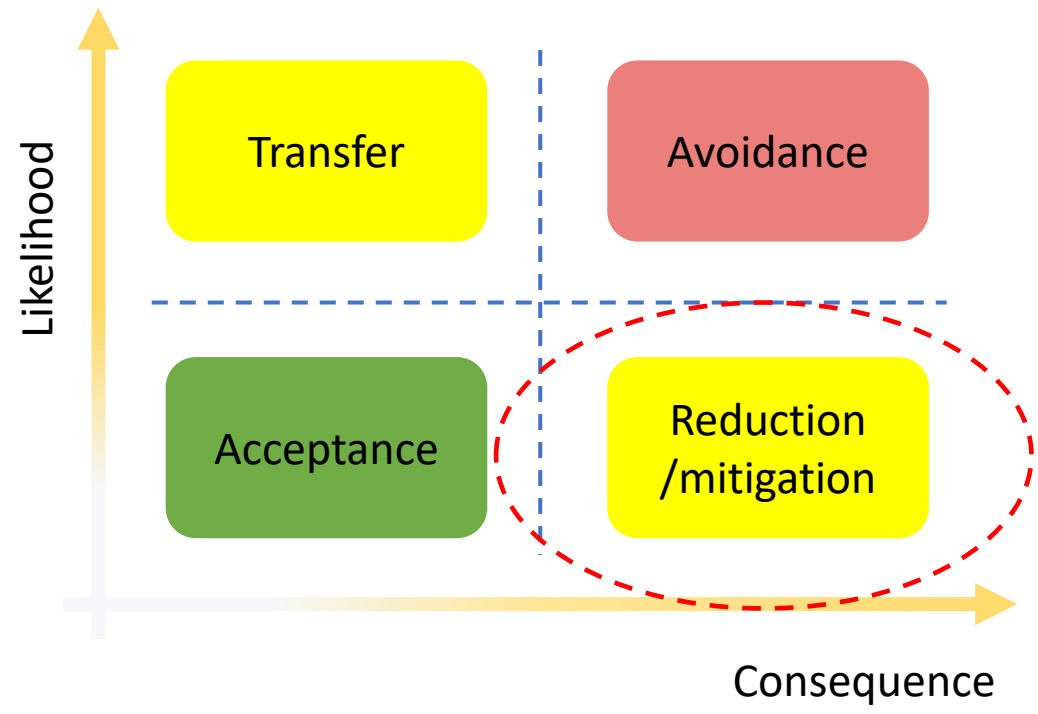 Likelihood
Transfer
Avoidance
Acceptance
Reduction
/mitigation
Consequence